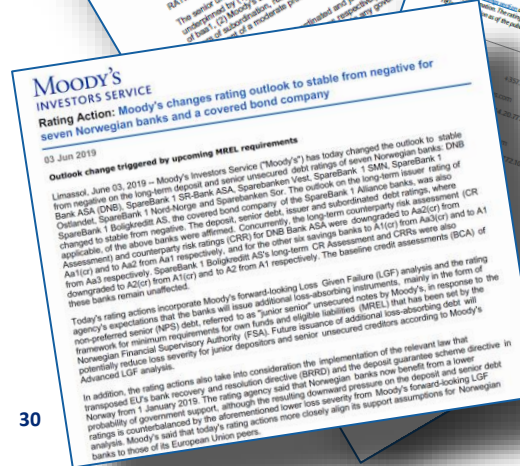 The senior
underpinned by
of baa1, (2) Moody's
of subordination,
of a moderate
MOODY'S
INVESTORS SERVICE
Rating Action: Moody's changes rating outlook to stable from negative for
seven Norwegian banks and a covered bond company
03 Jun 2019
Outlook change triggered by upcoming MREL requirements
Limassol, June 03, 2019 -- Moody's Investors Service ("Moody's") has today changed the outlook to stable
from negative on the long-term deposit and senior unsecured debt ratings of seven Norwegian banks: DNB
Bank ASA (DNB), SpareBank 1 SR-Bank ASA, Sparebanken Vest, SpareBank 1 SMN, SpareBank 1
Ostlandet, SpareBank 1 Nord-Norge and Sparebanken Sor. The outlook on the long-term issuer rating of
SpareBank 1 Boligkreditt AS, the covered bond company of the SpareBank 1 Alliance banks, was also
changed to stable from negative. The deposit, senior debt, issuer and subordinated debt ratings, where
applicable, of the above banks were affirmed. Concurrently, the long-term counterparty risk assessment (CR
Assessment) and counterparty risk ratings (CRR) for DNB Bank ASA were downgraded to Aa2(cr) from
Aa1(cr) and to Aa2 from Aa1 respectively, and for the other six savings banks to A1(cr) from Aa3(cr) and to A1
from Aa3 respectively. SpareBank 1 Boligkreditt AS's long-term CR Assessment and CRRs were also
downgraded to A2(cr) from A1(cr) and to A2 from A1 respectively. The baseline credit assessments (BCA) of
these banks remain unaffected.
Today's rating actions incorporate Moody's forward-looking Loss Given Failure (LGF) analysis and the rating
agency's expectations that the banks will issue additional loss-absorbing instruments, mainly in the form of
non-preferred senior (NPS) debt, referred to as "junior senior" unsecured notes by Moody's, in response to the
framework for minimum requirements for own funds and eligible liabilities (MREL) that has been set by the
Norwegian Financial Supervisory Authority (FSA). Future issuance of additional loss-absorbing debt will
potentially reduce loss severity for junior depositors and senior unsecured creditors according to Moody's
Advanced LGF analysis.
In addition, the rating actions also take into consideration the implementation of the relevant law that
transposed EU's bank recovery and resolution directive (BRRD) and the deposit guarantee scheme directive in
Norway from 1 January 2019. The rating agency said that Norwegian banks now benefit from a lower
probability of government support, although the resulting downward pressure on the deposit and senior debt
ratings is counterbalanced by the aforementioned lower loss severity from Moody's forward-looking LGF
analysis. Moody's said that today's rating actions more closely align its support assumptions for Norwegian
banks to those of its European Union peers.
30